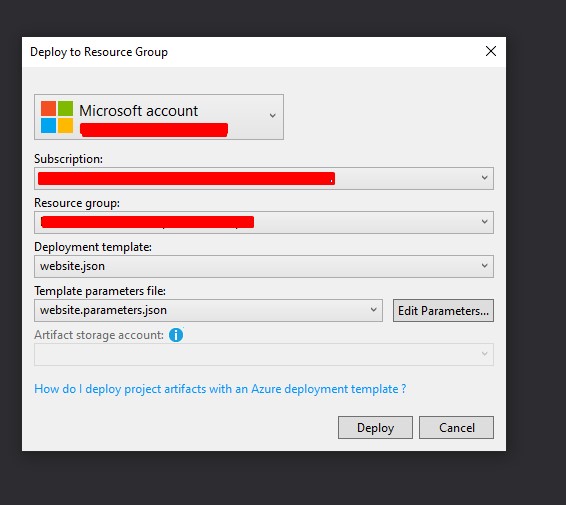 Deploy to Resource Group
Microsoft account
Subscription:
Resource group:
Deployment template:
website.json
Template parameters file:
website.parameters.json
Edit Parameters...
Artifact storage account:
How do I deploy project artifacts with an Azure deployment template ?
Deploy
Cancel